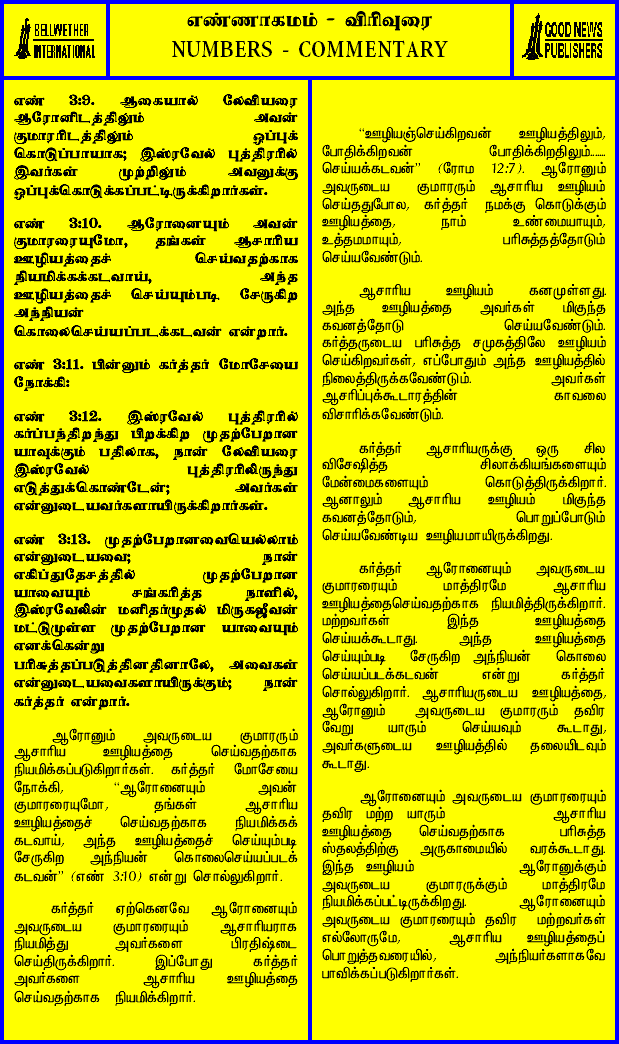 BELLWETHER
INTERNATIONAL
எண்ணாகமம் - விரிவுரை
NUMBERS - COMMENTARY
GOOD NEWS
PUBLISHERS
எண் 3:9. ஆகையால் லேவியரை
ஆரோனிடத்திலும் அவன்
குமாரரிடத்திலும் ஒப்புக்
கொடுப்பாயாக; இஸ்ரவேல் புத்திரரில்
இவர்கள் முற்றிலும் அவனுக்கு
ஒப்புக்கொடுக்கப்பட்டிருக்கிறார்கள்.
எண் 3:10. ஆரோனையும் அவன்
குமாரரையுமோ, தங்கள் ஆசாரிய
ஊழியத்தைச் செய்வதற்காக
நியமிக்கக்கடவாய், அந்த
ஊழியத்தைச் செய்யும்படி சேருகிற
அந்நியன்
கொலைசெய்யப்படக்கடவன் என்றார்.
எண் 3:11. பின்னும் கர்த்தர் மோசேயை
நோக்கி:
எண் 3:12. இஸ்ரவேல் புத்திரரில்
கர்ப்பந்திறந்து பிறக்கிற முதற்பேறான
யாவுக்கும் பதிலாக, நான் லேவியரை
இஸ்ரவேல் புத்திரரிலிருந்து
எடுத்துக்கொண்டேன்; அவர்கள்
என்னுடையவர்களாயிருக்கிறார்கள்.
எண் 3:13. முதற்பேறானவையெல்லாம்
என்னுடையவை; நான்
எகிப்துதேசத்தில் முதற்பேறான
யாவையும் சங்கரித்த நாளில்,
இஸ்ரவேலின் மனிதர்முதல் மிருகஜீவன்
மட்டுமுள்ள முதற்பேறான யாவையும்
எனக்கென்று
பரிசுத்தப்படுத்தினதினாலே, அவைகள்
என்னுடையவைகளாயிருக்கும்; நான்
கர்த்தர் என்றார்.
ஆரோனும் அவருடைய குமாரரும்
ஆசாரிய ஊழியத்தை செய்வதற்காக
நியமிக்கப்படுகிறார்கள். கர்த்தர் மோசேயை
நோக்கி, "ஆரோனையும் அவன்
குமாரரையுமோ, தங்கள் ஆசாரிய
ஊழியத்தைச் செய்வதற்காக நியமிக்கக்
கடவாய், அந்த ஊழியத்தைச் செய்யும்படி
சேருகிற அந்நியன் கொலைசெய்யப்படக்
கடவன்" (எண் 3:10) என்று சொல்லுகிறார்.
கர்த்தர் ஏற்கெனவே ஆரோனையும்
அவருடைய குமாரரையும் ஆசாரியராக
நியமித்து அவர்களை பிரதிஷ்டை
செய்திருக்கிறார். இப்போது கர்த்தர்
அவர்களை ஆசாரிய ஊழியத்தை
செய்வதற்காக நியமிக்கிறார்.
"ஊழியஞ்செய்கிறவன் ஊழியத்திலும்,
போதிக்கிறவன் போதிக்கிறதிலும்......
செய்யக்கடவன்" (ரோம 12:7). ஆரோனும்
அவருடைய குமாரரும் ஆசாரிய ஊழியம்
செய்ததுபோல, கர்த்தர் நமக்கு கொடுக்கும்
ஊழியத்தை, நாம் உண்மையாயும்,
உத்தமமாயும், பரிசுத்தத்தோடும்
செய்யவேண்டும்.
ஆசாரிய ஊழியம் கனமுள்ளது.
அந்த ஊழியத்தை அவர்கள் மிகுந்த
கவனத்தோடு செய்யவேண்டும்.
கர்த்தருடைய பரிசுத்த சமுகத்திலே ஊழியம்
செய்கிறவர்கள், எப்போதும் அந்த ஊழியத்தில்
நிலைத்திருக்கவேண்டும். அவர்கள்
ஆசரிப்புக்கூடாரத்தின் காவலை
விசாரிக்கவேண்டும்.
கர்த்தர் ஆசாரியருக்கு ஒரு சில
விசேஷித்த சிலாக்கியங்களையும்
மேன்மைகளையும் கொடுத்திருக்கிறார்.
ஆனாலும் ஆசாரிய ஊழியம் மிகுந்த
கவனத்தோடும், பொறுப்போடும்
செய்யவேண்டிய ஊழியமாயிருக்கிறது.
கர்த்தர் ஆரோனையும் அவருடைய
குமாரரையும் மாத்திரமே ஆசாரிய
ஊழியத்தைசெய்வதற்காக நியமித்திருக்கிறார்.
மற்றவர்கள் இந்த ஊழியத்தை
செய்யக்கூடாது. அந்த ஊழியத்தை
செய்யும்படி சேருகிற அந்நியன் கொலை
செய்யப்படக்கடவன் என்று கர்த்தர்
சொல்லுகிறார். ஆசாரியருடைய ஊழியத்தை,
ஆரோனும் அவருடைய குமாரரும் தவிர
வேறு யாரும் செய்யவும் கூடாது,
அவர்களுடைய ஊழியத்தில் தலையிடவும்
கூடாது.
ஆரோனையும் அவருடைய குமாரரையும்
தவிர மற்ற யாரும் ஆசாரிய
ஊழியத்தை செய்வதற்காக பரிசுத்த
ஸ்தலத்திற்கு அருகாமையில் வரக்கூடாது.
இந்த ஊழியம் ஆரோனுக்கும்
அவருடைய குமாரருக்கும் மாத்திரமே
நியமிக்கப்பட்டிருக்கிறது. ஆரோனையும்
அவருடைய குமாரரையும் தவிர மற்றவர்கள்
எல்லோருமே, ஆசாரிய ஊழியத்தைப்
பொறுத்தவரையில், அந்நியர்களாகவே
பாவிக்கப்படுகிறார்கள்.